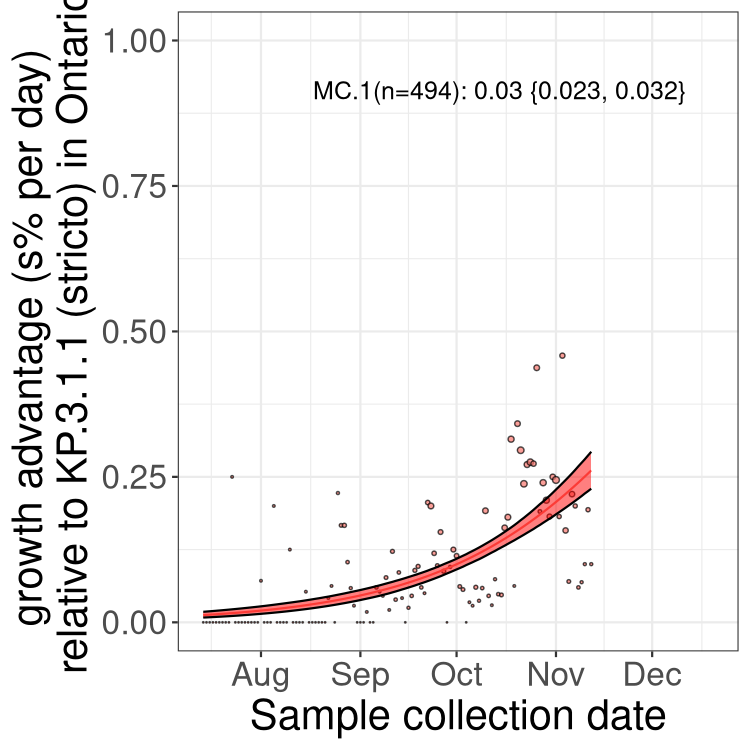 growth advantage (s% per day)
relative to KP.3.1.1 (stricto) in Ontario
1.00
0.75
0.50
0.25
0.00
MC.1(n=494): 0.03 {0.023, 0.032}
Aug Sep Oct Nov Dec
Sample collection date